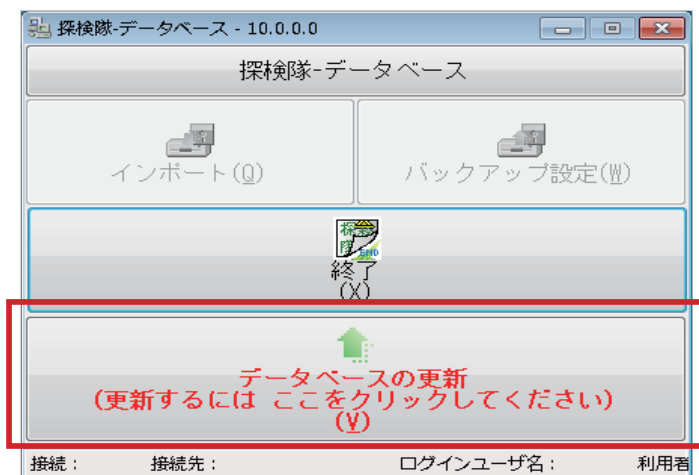 探検隊-データベース - 10.0.0.0
探検隊-データベース
インポート(Q)
バックアップ設定(W)
探検隊 END
終了
(X)
データベースの更新
(更新するには ここをクリックしてください)
(V)
接続： 接続先： ログインユーザ名： 利用者